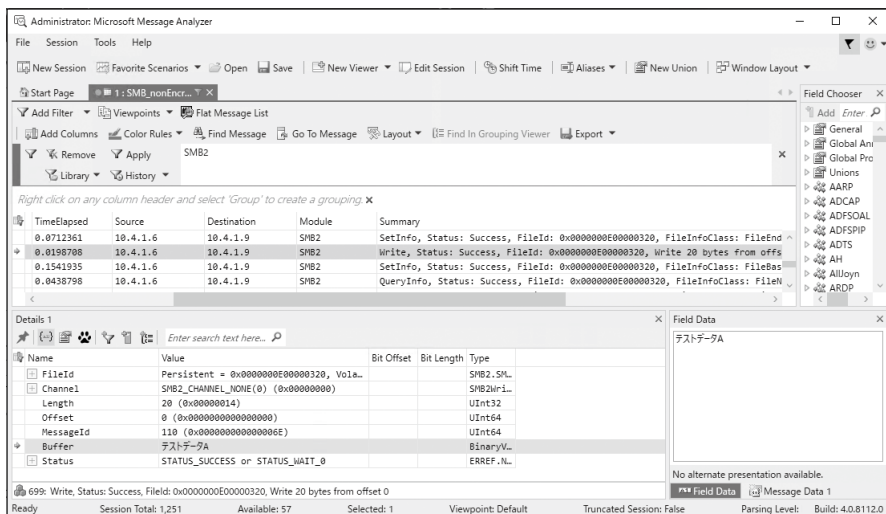 Administrator: Microsoft Message Analyzer
File Session Tools Help
New Session Favorite Scenarios Open Save New Viewer Edit Session Shift Time Aliases New Union Window Layout
Start Page 1 : SMB_nonEncr...
Field Chooser
Add Filter Viewpoints Flat Message List
Add Enter
Add Columns Color Rules Find Message Go To Message Layout Find In Grouping Viewer Export
General
Remove Apply SMB2
Global Ann
Global Pro
Library History
Unions
AARP
Right click on any column header and select 'Group' to create a grouping.
ADCAP
TimeElapsed Source Destination Module Summary
ADFSOAL
0.0712361 10.4.1.6 10.4.1.9 SMB2 SetInfo, Status: Success, FileId: 0x0000000E00000320, FileInfoClass: FileEnd
ADFSPIP
0.0198708 10.4.1.6 10.4.1.9 SMB2 Write, Status: Success, FileId: 0x0000000E00000320, Write 20 bytes from offs
ADTS
0.1541935 10.4.1.6 10.4.1.9 SMB2 SetInfo, Status: Success, FileId: 0x0000000E00000320, FileInfoClass: FileBas
AH
AllJoyn
0.0438798 10.4.1.6 10.4.1.9 SMB2 QueryInfo, Status: Success, FileId: 0x0000000E00000320, FileInfoClass: FileN
ARDP
Details 1
Enter search text here...
Name Value Bit Offset Bit Length Type
FileId Persistent = 0x0000000E00000320, Vola… SMB2.SM…
Channel SMB2_CHANNEL_NONE(0) (0x00000000) SMB2Wri…
Length 20 (0x00000014) UInt32
Offset 0 (0x0000000000000000) UInt64
MessageId 110 (0x000000000000006E) UInt64
Buffer テストデータA BinaryV…
Status STATUS_SUCCESS or STATUS_WAIT_0 ERREF.N…
699: Write, Status: Success, FileId: 0x0000000E00000320, Write 20 bytes from offset 0
Field Data
テストデータA
No alternate presentation available.
Field Data Message Data 1
Ready Session Total: 1,251 Available: 57 Selected: 1 Viewpoint: Default Truncated Session: False Parsing Level: Build: 4.0.8112.0